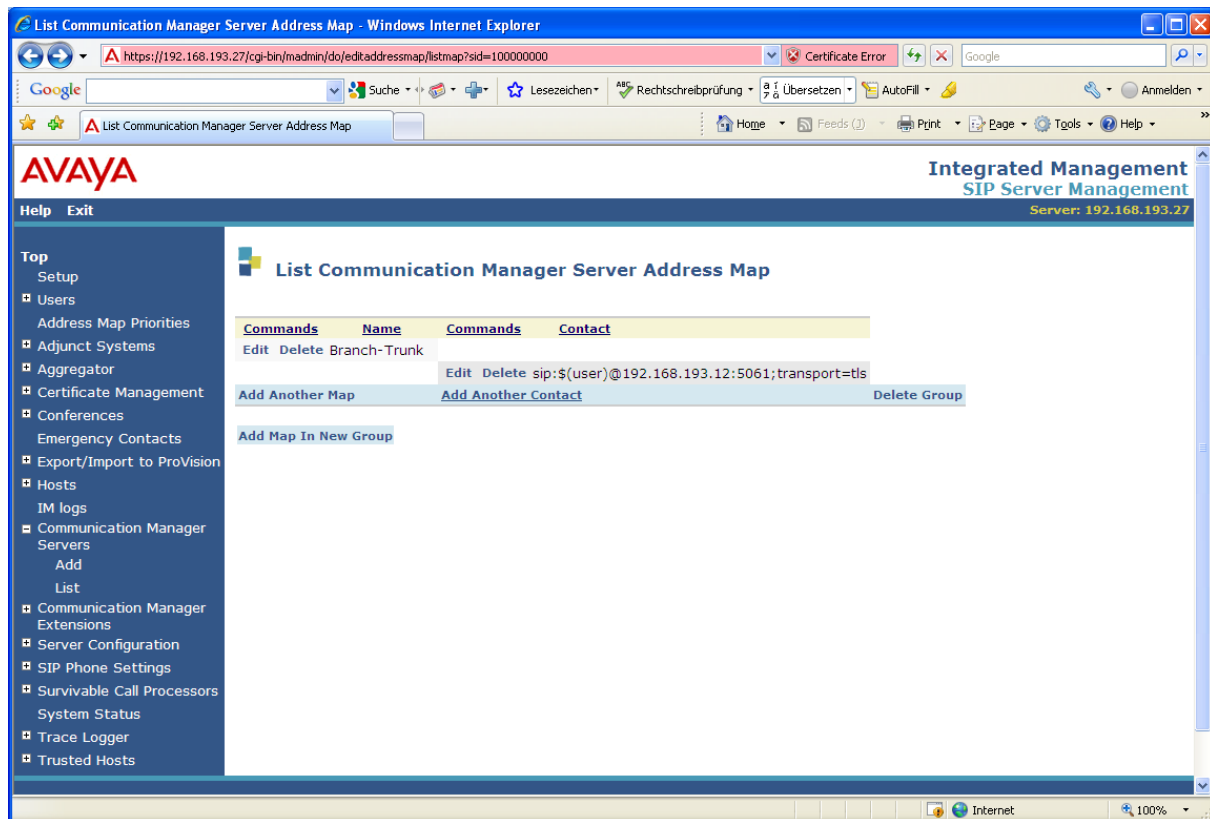 List Communication Manager Server Address Map - Windows Internet Explorer
https://192.168.193.27/cgi-bin/madmin/do/editaddressmap/listmap?sid=100000000
Certificate Error
Google
Google
Suche
Lesezeichen
Rechtschreibprüfung
Übersetzen
AutoFill
Anmelden
List Communication Manager Server Address Map
Home
Feeds (J)
Print
Page
Tools
Help
AVAYA
Integrated Management
SIP Server Management
Help Exit
Server: 192.168.193.27
Top
Setup
Users
Address Map Priorities
Adjunct Systems
Aggregator
Certificate Management
Conferences
Emergency Contacts
Export/Import to ProVision
Hosts
IM logs
Communication Manager
Servers
Add
List
Communication Manager
Extensions
Server Configuration
SIP Phone Settings
Survivable Call Processors
System Status
Trace Logger
Trusted Hosts
List Communication Manager Server Address Map
Commands Name Commands Contact
Edit Delete Branch-Trunk
Edit Delete sip:$(user)@192.168.193.12:5061;transport=tls
Add Another Map Add Another Contact Delete Group
Add Map In New Group
Internet
100%